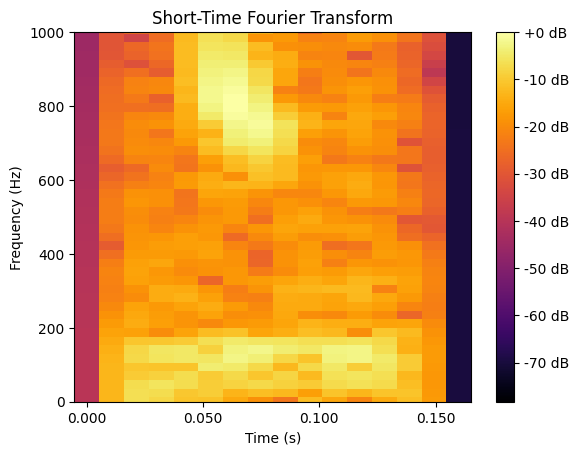 Short-Time Fourier Transform
Frequency (Hz)
1000
800
600
400
200
0
0.000
0.050
0.100
0.150
Time (s)
+0 dB
-10 dB
-20 dB
-30 dB
-40 dB
-50 dB
-60 dB
-70 dB